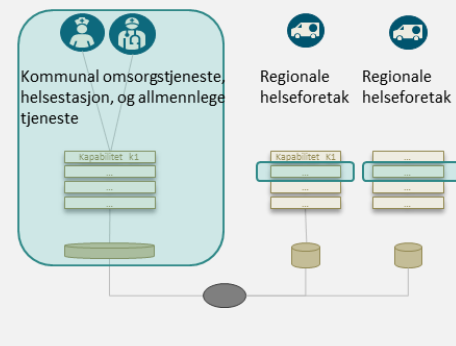 Kommunal omsorgstjeneste,
helsestasjon, og allmennlege
tjeneste
Regionale
helseforetak
Regionale
helseforetak
Kapabilitet k1
...
...
...
Kapabilitet K1
...
...
...
...
...
...
...